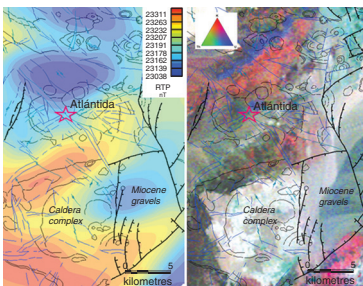 23311
23263
23232
23207
23191
23178
23162
23139
23038
RTP
nT
Atlántida
Miocene
gravels
Caldera
complex
5
kilometres
Atlántida
Miocene
gravels
Caldera
complex
5
kilometres